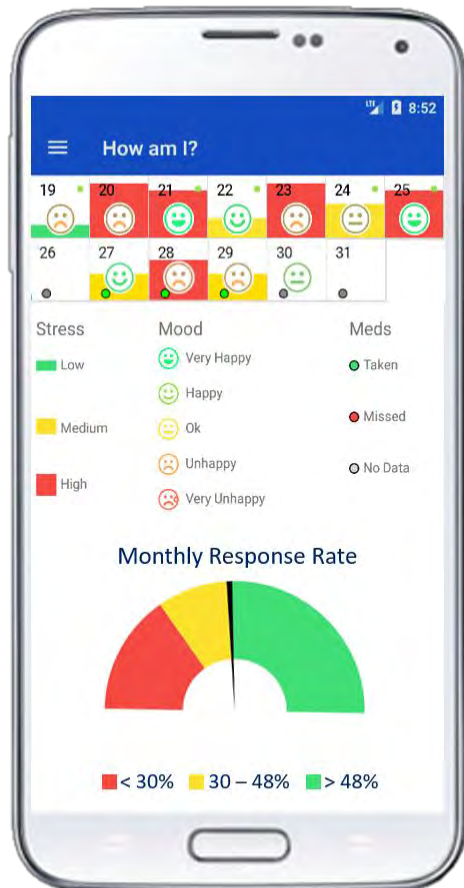 LTE 8:52
How am I?
19 20 21 22 23 24 25
26 27 28 29 30 31
Stress Mood Meds
Low Very Happy Taken
Happy
Medium Ok Missed
Unhappy No Data
High Very Unhappy
Monthly Response Rate
< 30% 30 – 48% > 48%